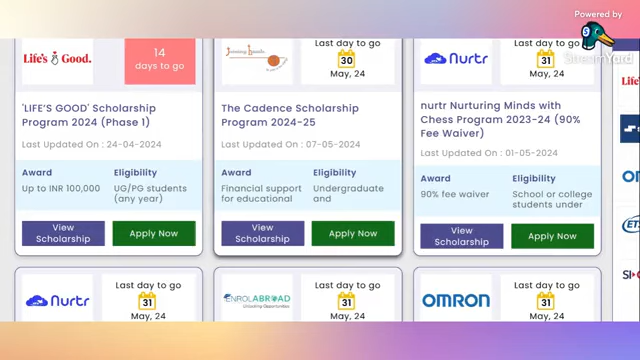 Powered by
StreamYard
Life's Good.
14
days to go
Last day to go
30
May, 24
nurtr
Last day to go
31
May, 24
'LIFE'S GOOD' Scholarship
Program 2024 (Phase 1)
Last Updated On : 24-04-2024
Award
Eligibility
Up to INR 100,000
UG/PG students
(any year)
View
Scholarship
Apply Now
The Cadence Scholarship
Program 2024-25
Last Updated On : 07-05-2024
Award
Eligibility
Financial support
for educational
Undergraduate
and
View
Scholarship
Apply Now
nurtr Nurturing Minds with
Chess Program 2023-24 (90%
Fee Waiver)
Last Updated On : 01-05-2024
Award
Eligibility
90% fee waiver
School or college
students under
View
Scholarship
Apply Now
nurtr
Last day to go
31
May, 24
ENROLABROAD
Last day to go
31
May, 24
OMRON
Last day to go
31
May, 24